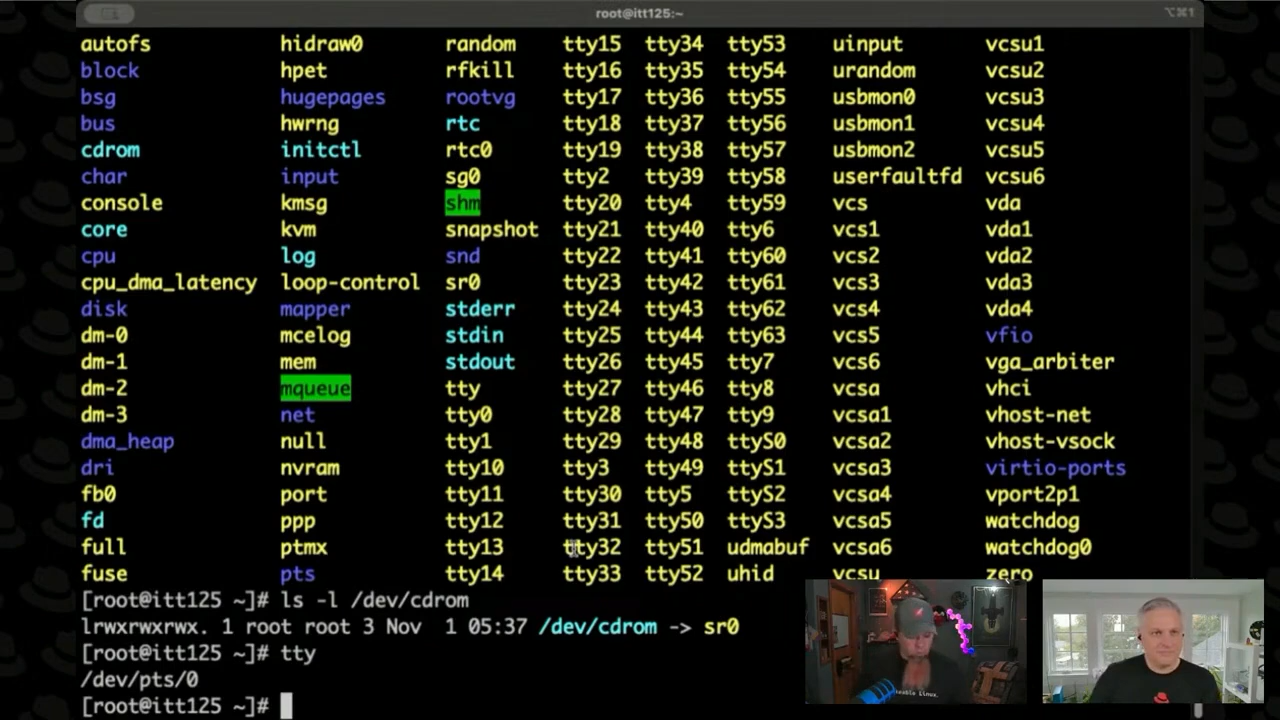 root@itt125:~
⌥⌘1
autofs hidraw0 random tty15 tty34 tty53 uinput vcsu1
block hpet rfkill tty16 tty35 tty54 urandom vcsu2
bsg hugepages rootvg tty17 tty36 tty55 usbmon0 vcsu3
bus hwrng rtc tty18 tty37 tty56 usbmon1 vcsu4
cdrom initctl rtc0 tty19 tty38 tty57 usbmon2 vcsu5
char input sg0 tty2 tty39 tty58 userfaultfd vcsu6
console kmsg shm tty20 tty4 tty59 vcs vda
core kvm snapshot tty21 tty40 tty6 vcs1 vda1
cpu log snd tty22 tty41 tty60 vcs2 vda2
cpu_dma_latency loop-control sr0 tty23 tty42 tty61 vcs3 vda3
disk mapper stderr tty24 tty43 tty62 vcs4 vda4
dm-0 mcelog stdin tty25 tty44 tty63 vcs5 vfio
dm-1 mem stdout tty26 tty45 tty7 vcs6 vga_arbiter
dm-2 mqueue tty tty27 tty46 tty8 vcsa vhci
dm-3 net tty0 tty28 tty47 tty9 vcsa1 vhost-net
dma_heap null tty1 tty29 tty48 ttyS0 vcsa2 vhost-vsock
dri nvram tty10 tty3 tty49 ttyS1 vcsa3 virtio-ports
fb0 port tty11 tty30 tty5 ttyS2 vcsa4 vport2p1
fd ppp tty12 tty31 tty50 ttyS3 vcsa5 watchdog
full ptmx tty13 tty32 tty51 udmabuf vcsa6 watchdog0
fuse pts tty14 tty33 tty52 uhid vcsu zero
[root@itt125 ~]# ls -l /dev/cdrom
lrwxrwxrwx. 1 root root 3 Nov  1 05:37 /dev/cdrom -> sr0
[root@itt125 ~]# tty
/dev/pts/0
[root@itt125 ~]#